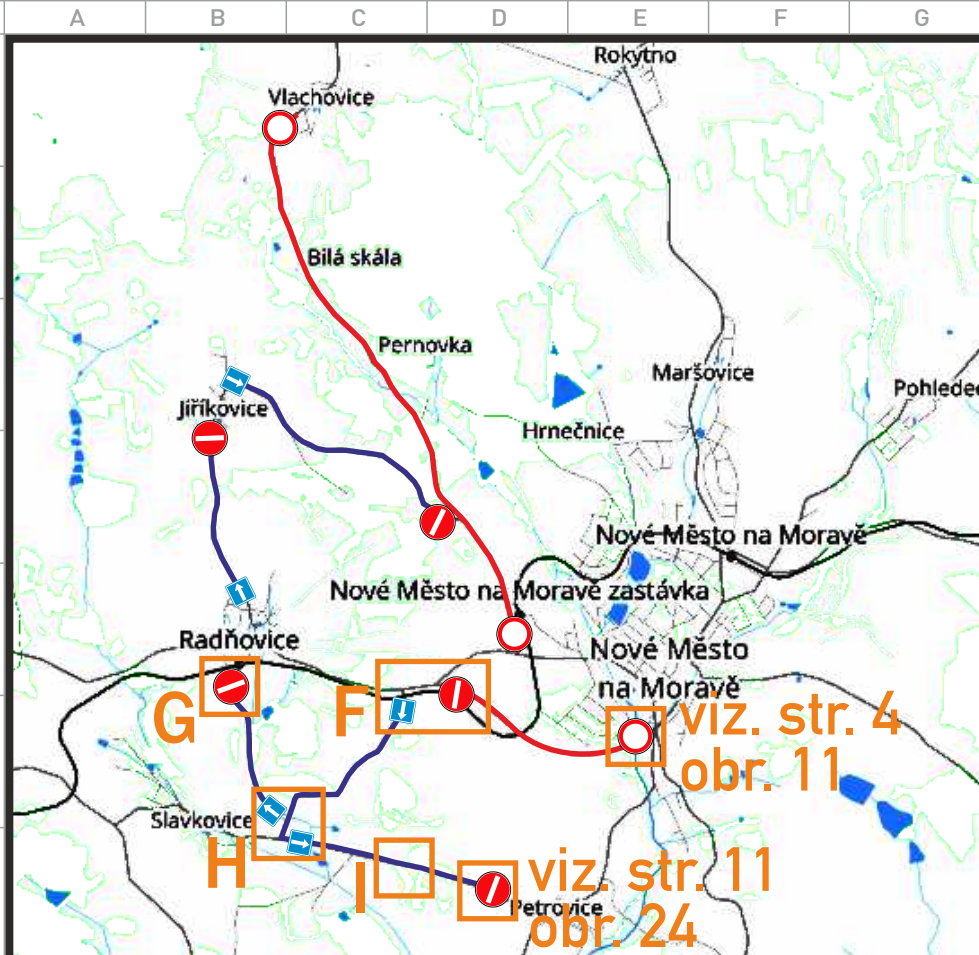 A B C D E F G
Rokytno
Vlachovice
Bílá skála
Pernovka
Maršovice
Jiříkovice
Pohledec
Hrnečnice
Nové Město na Moravě
Nové Město na Moravě zastávka
Radňovice
Nové Město
na Moravě
G
F
viz. str. 4
obr. 11
Slavkovice
H
I
viz. str. 11
Petrovice
obr. 24